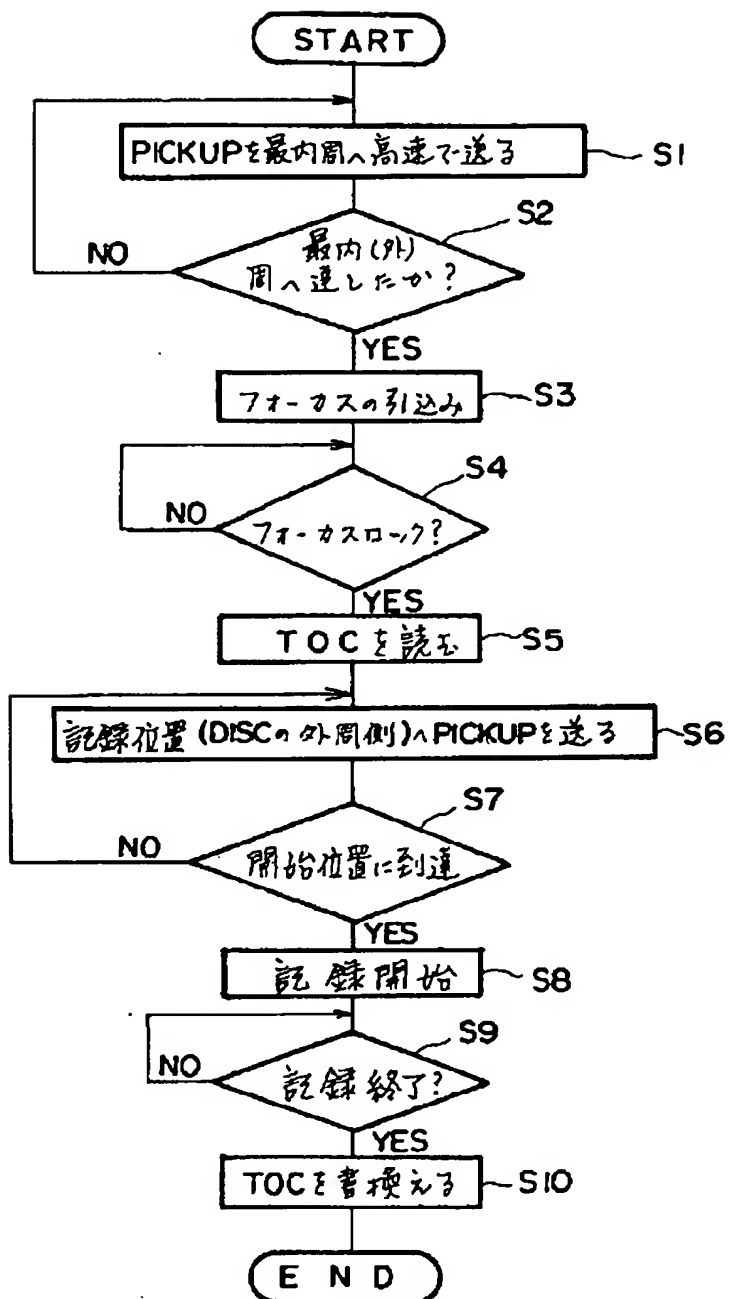 START
PICKUPを最内周へ高速で送る
S1
S2
最内(外)
周へ達したか?
NO
YES
フォーカスの引込み
S3
S4
フォーカスロック?
NO
YES
TOCを読む
S5
記録位置(DISCの外周側)へPICKUPを送る
S6
S7
開始位置に到達
NO
YES
記録開始
S8
S9
記録終了?
NO
YES
TOCを書換える
S10
END